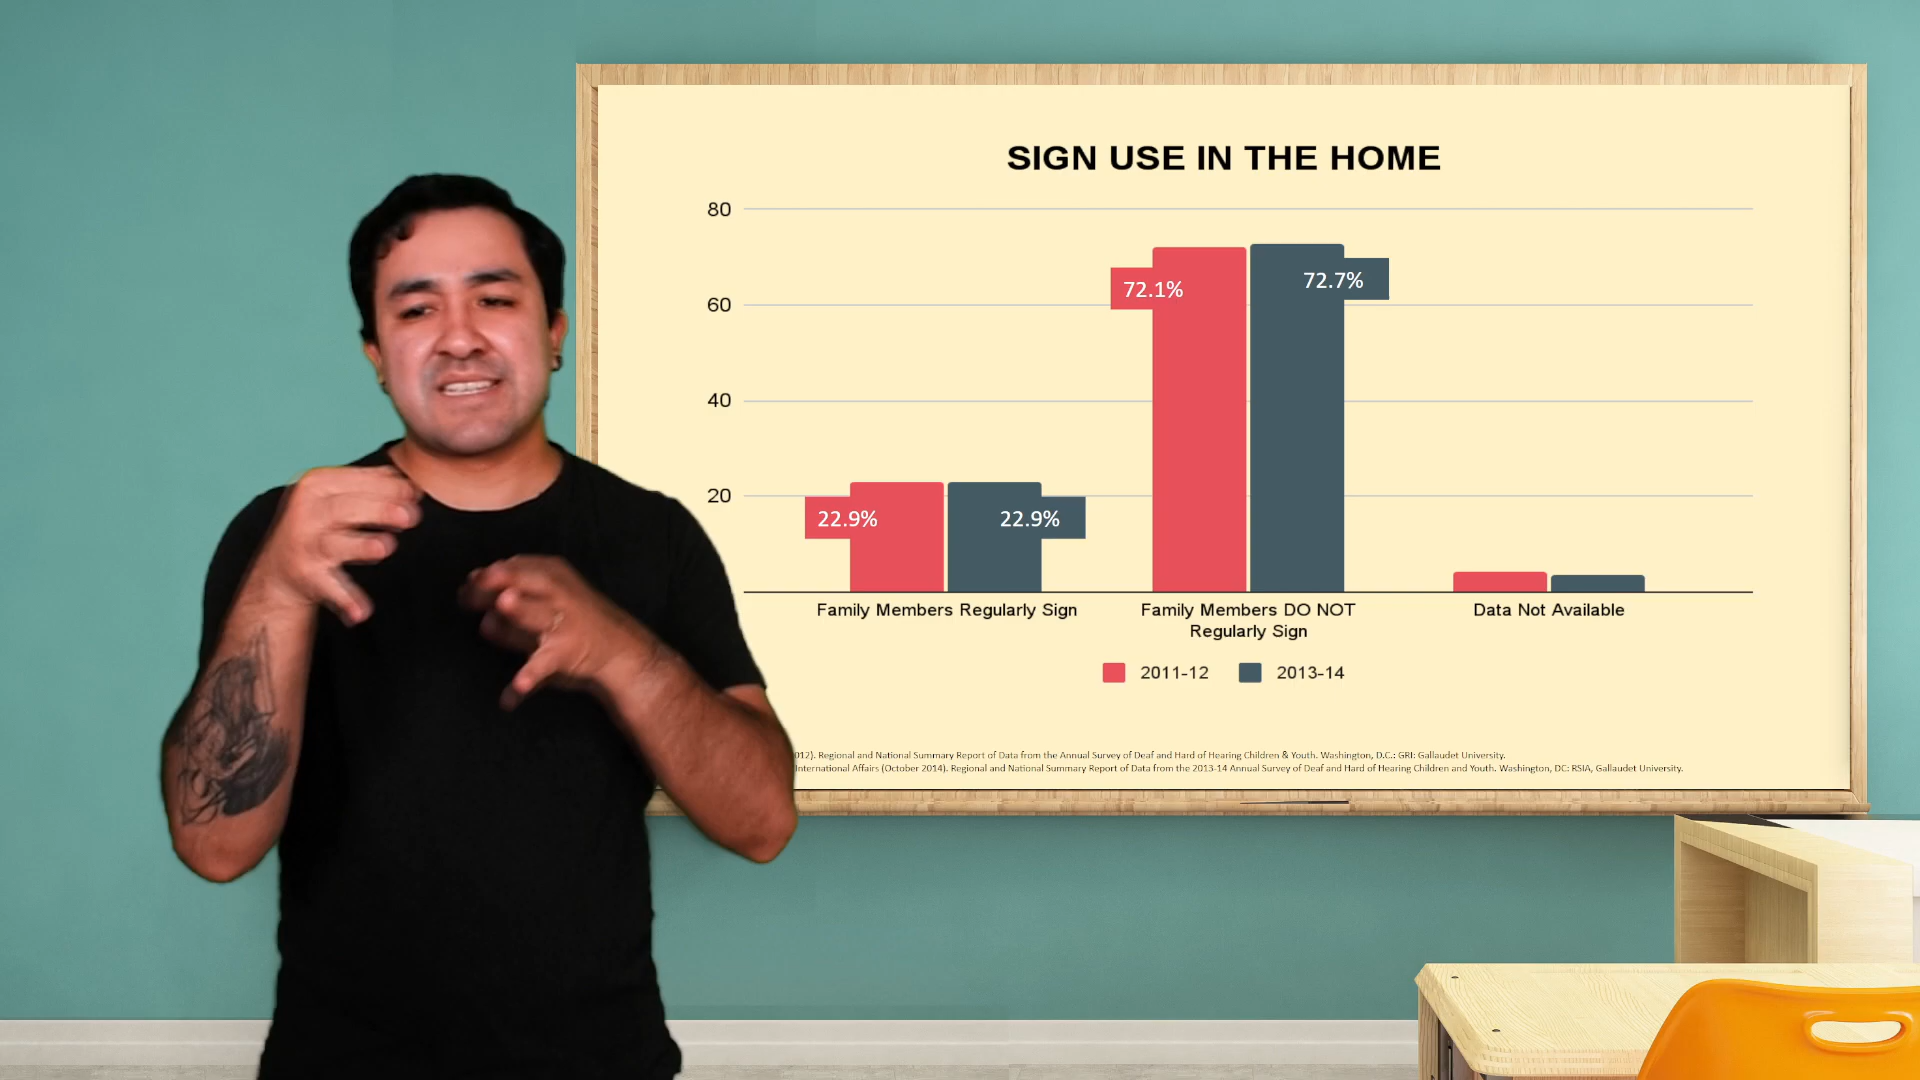 SIGN USE IN THE HOME
80
60
40
20
72.1%
72.7%
22.9%
22.9%
Family Members Regularly Sign
Family Members DO NOT
Regularly Sign
Data Not Available
2011-12
2013-14
012). Regional and National Summary Report of Data from the Annual Survey of Deaf and Hard of Hearing Children & Youth. Washington, D.C.: GRI: Gallaudet University.
International Affairs (October 2014). Regional and National Summary Report of Data from the 2013-14 Annual Survey of Deaf and Hard of Hearing Children and Youth. Washington, DC: RSIA, Gallaudet University.